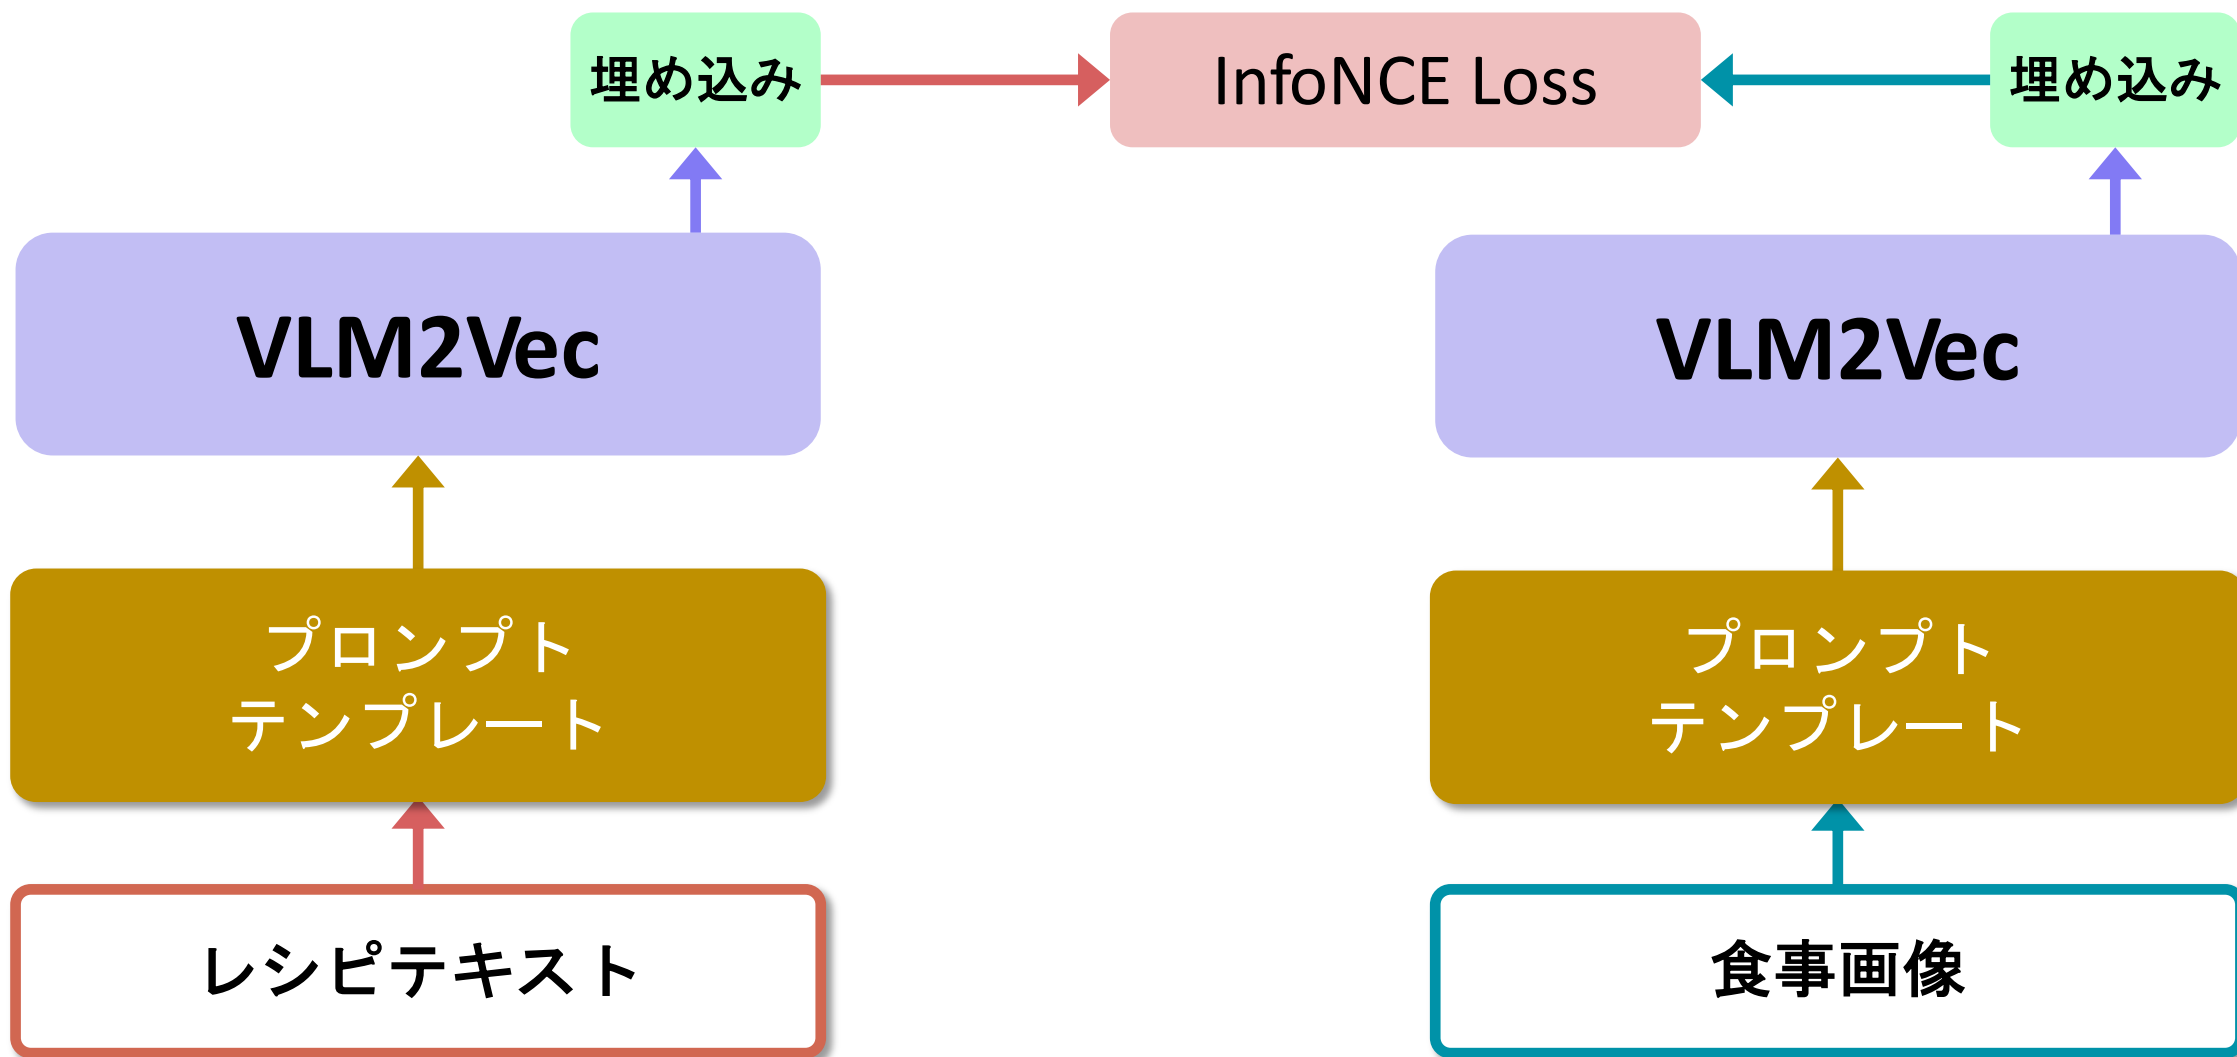 埋め込み
InfoNCE Loss
埋め込み
VLM2Vec
VLM2Vec
プロンプト
テンプレート
プロンプト
テンプレート
レシピテキスト
食事画像